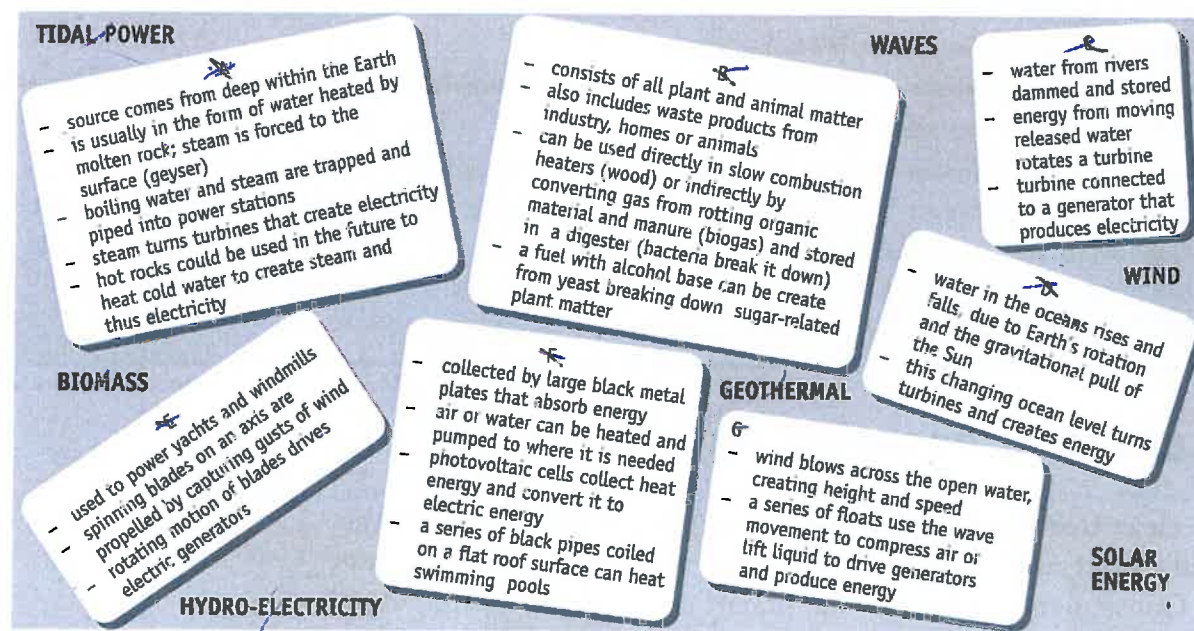 TIDAL POWER
A
- source comes from deep within the Earth
- is usually in the form of water heated by
molten rock; steam is forced to the
surface (geyser)
- boiling water and steam are trapped and
piped into power stations
- steam turns turbines that create electricity
- hot rocks could be used in the future to
heat cold water to create steam and
thus electricity
B
- consists of all plant and animal matter
- also includes waste products from
industry, homes or animals
- can be used directly in slow combustion
heaters (wood) or indirectly by
converting gas from rotting organic
material and manure (biogas) and stored
in a digester (bacteria break it down)
- a fuel with alcohol base can be create
from yeast breaking down sugar-related
plant matter
WAVES
- water from rivers
dammed and stored
- energy from moving
released water
rotates a turbine
- turbine connected
to a generator that
produces electricity
WIND
D
- water in the oceans rises and
falls, due to Earth's rotation
and the gravitational pull of
the Sun
- this changing ocean level turns
turbines and creates energy
BIOMASS
E
- used to power yachts and windmills
- spinning blades on an axis are
propelled by capturing gusts of wind
- rotating motion of blades drives
electric generators
HYDRO-ELECTRICITY
F
- collected by large black metal
plates that absorb energy
- air or water can be heated and
pumped to where it is needed
- photovoltaic cells collect heat
energy and convert it to
electric energy
- a series of black pipes coiled
on a flat roof surface can heat
swimming pools
GEOTHERMAL
G
- wind blows across the open water,
creating height and speed
- a series of floats use the wave
movement to compress air or
lift liquid to drive generators
and produce energy
SOLAR
ENERGY